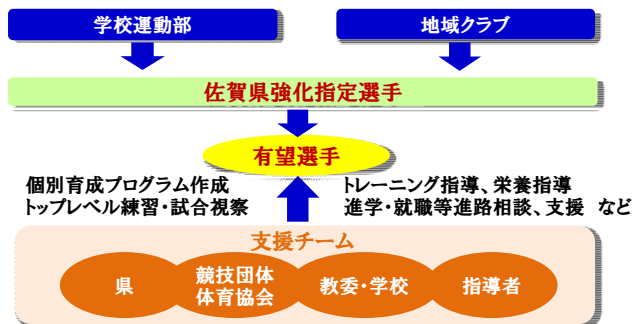 学校運動部
地域クラブ
佐賀県強化指定選手
有望選手
個別育成プログラム作成
トップレベル練習・試合視察
トレーニング指導、栄養指導
進学・就職等進路相談、支援 など
支援チーム
県
競技団体
体育協会
教委・学校
指導者